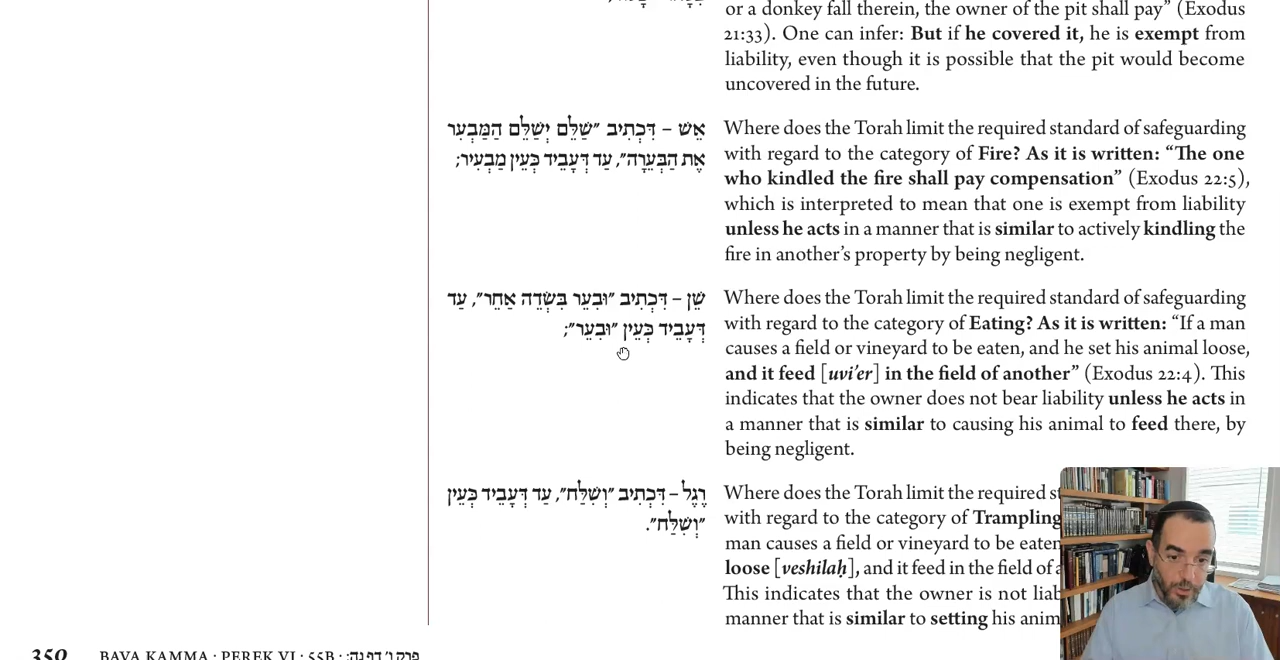 or a donkey fall therein, the owner of the pit shall pay” (Exodus
21:33). One can infer: But if he covered it, he is exempt from
liability, even though it is possible that the pit would become
uncovered in the future.
אֵשׁ – דִּכְתִיב ״שַׁלֵּם יְשַׁלֵּם הַמַּבְעִר
אֶת הַבְּעֵרָה״, עַד דְּעָבֵיד כְּעֵין מַבְעִיר;
Where does the Torah limit the required standard of safeguarding
with regard to the category of Fire? As it is written: “The one
who kindled the fire shall pay compensation” (Exodus 22:5),
which is interpreted to mean that one is exempt from liability
unless he acts in a manner that is similar to actively kindling the
fire in another’s property by being negligent.
שֵׁן – דִּכְתִיב ״וּבִעֵר בִּשְׂדֵה אַחֵר״, עַד
דְּעָבֵיד כְּעֵין ״וּבִעֵר״;
Where does the Torah limit the required standard of safeguarding
with regard to the category of Eating? As it is written: “If a man
causes a field or vineyard to be eaten, and he set his animal loose,
and it feed [uvi’er] in the field of another” (Exodus 22:4). This
indicates that the owner does not bear liability unless he acts in
a manner that is similar to causing his animal to feed there, by
being negligent.
רֶגֶל – דִּכְתִיב ״וְשִׁלַּח״, עַד דְּעָבֵיד כְּעֵין
״וְשִׁלַּח״.
Where does the Torah limit the required
with regard to the category of Trampling
man causes a field or vineyard to be eaten
loose [veshilaḥ], and it feed in the field of
This indicates that the owner is not
manner that is similar to setting his
350 BAVA KAMMA · PEREK VI · 55B · פרק ו׳ דף נה: